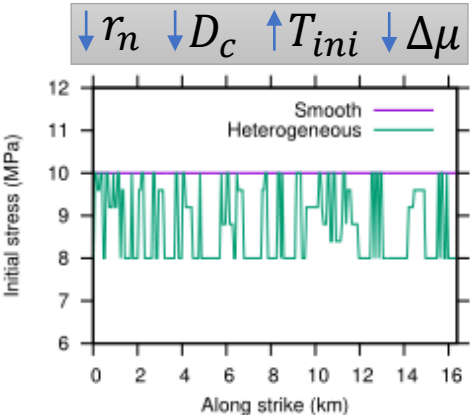 ↓ r_n ↓ D_c ↑ T_ini ↓ Δμ
12
11
10
9
8
7
6
Initial stress (MPa)
Smooth
Heterogeneous
0 2 4 6 8 10 12 14 16
Along strike (km)